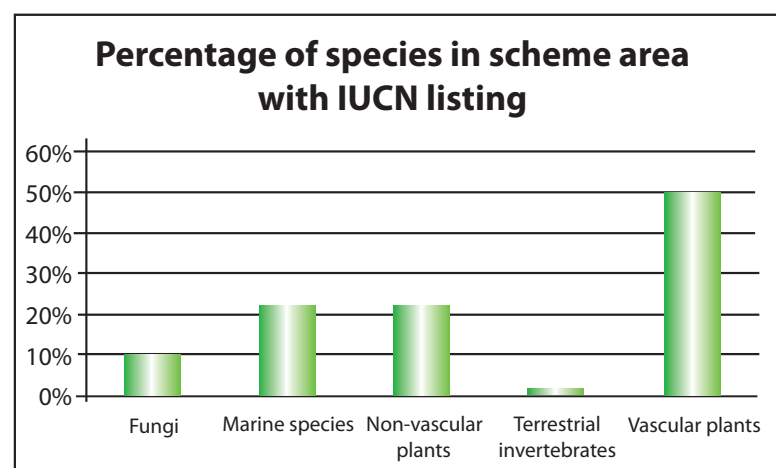 Percentage of species in scheme area
with IUCN listing
60%
50%
40%
30%
20%
10%
0%
Fungi
Marine species
Non-vascular
plants
Terrestrial
invertebrates
Vascular plants